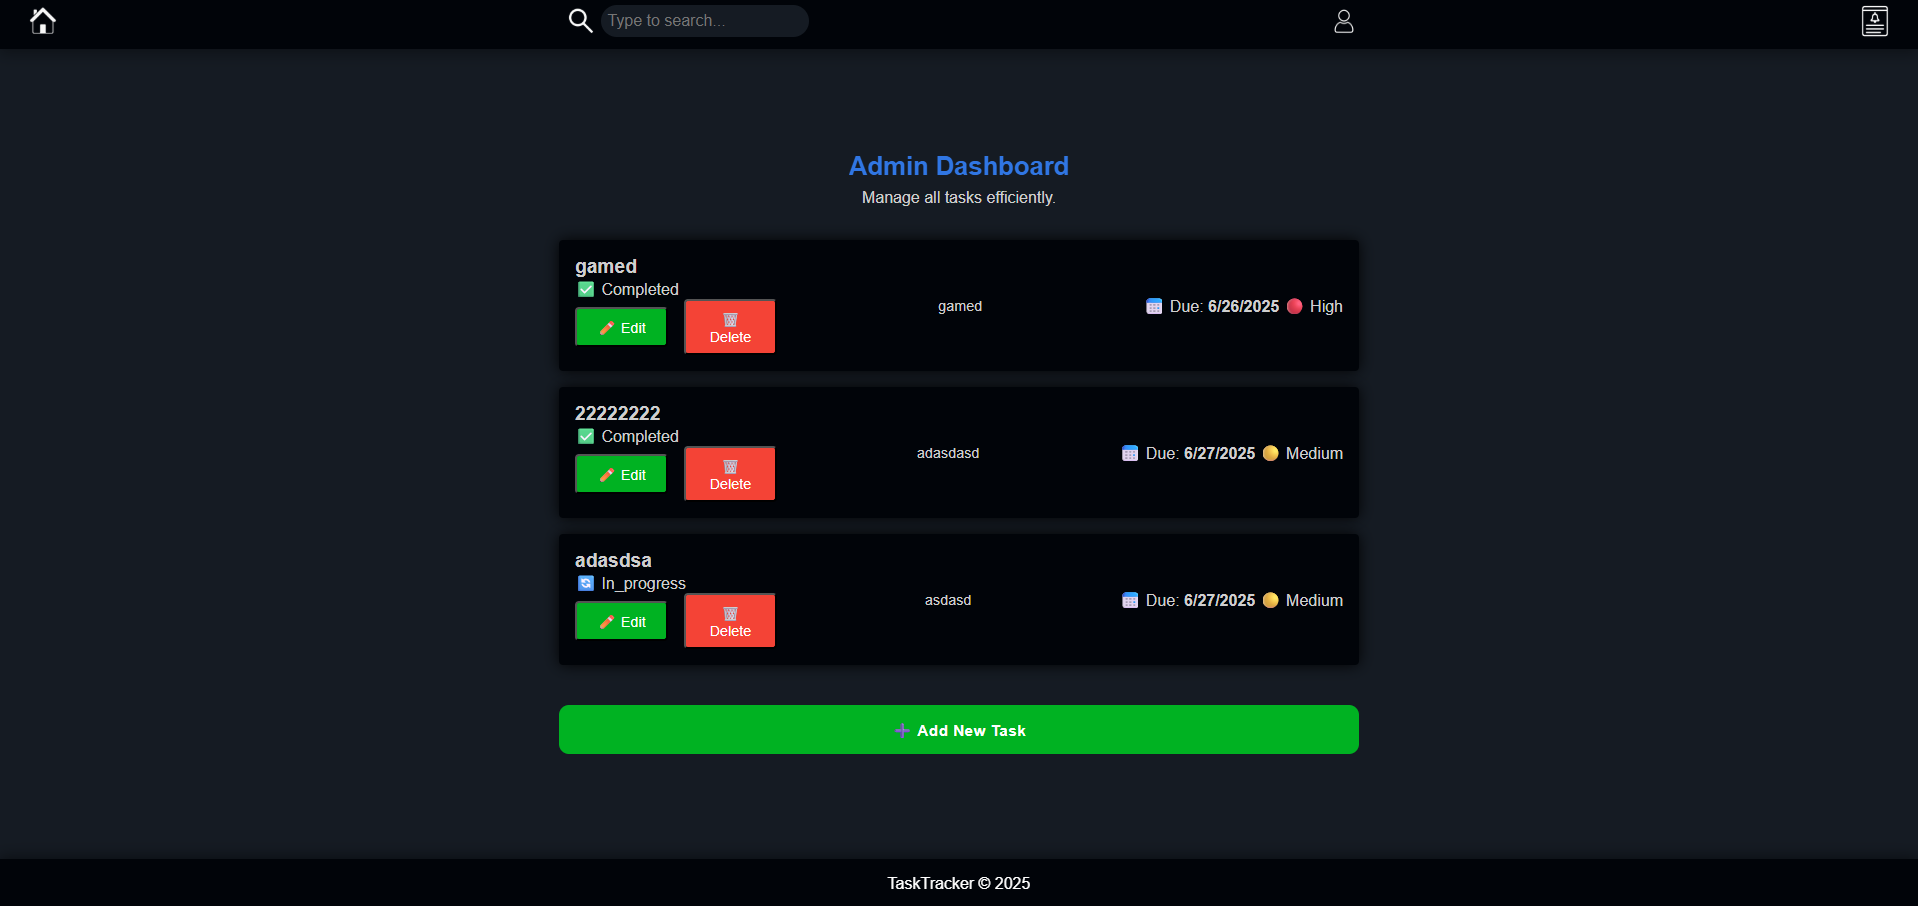 Type to search...
Admin Dashboard
Manage all tasks efficiently.
gamed
✅ Completed
✏️ Edit
🗑️
Delete
gamed
📅 Due: 6/26/2025 🔴 High
22222222
✅ Completed
✏️ Edit
🗑️
Delete
adasdasd
📅 Due: 6/27/2025 🟡 Medium
adasdsa
🔄 In_progress
✏️ Edit
🗑️
Delete
asdasd
📅 Due: 6/27/2025 🟡 Medium
➕ Add New Task
TaskTracker © 2025